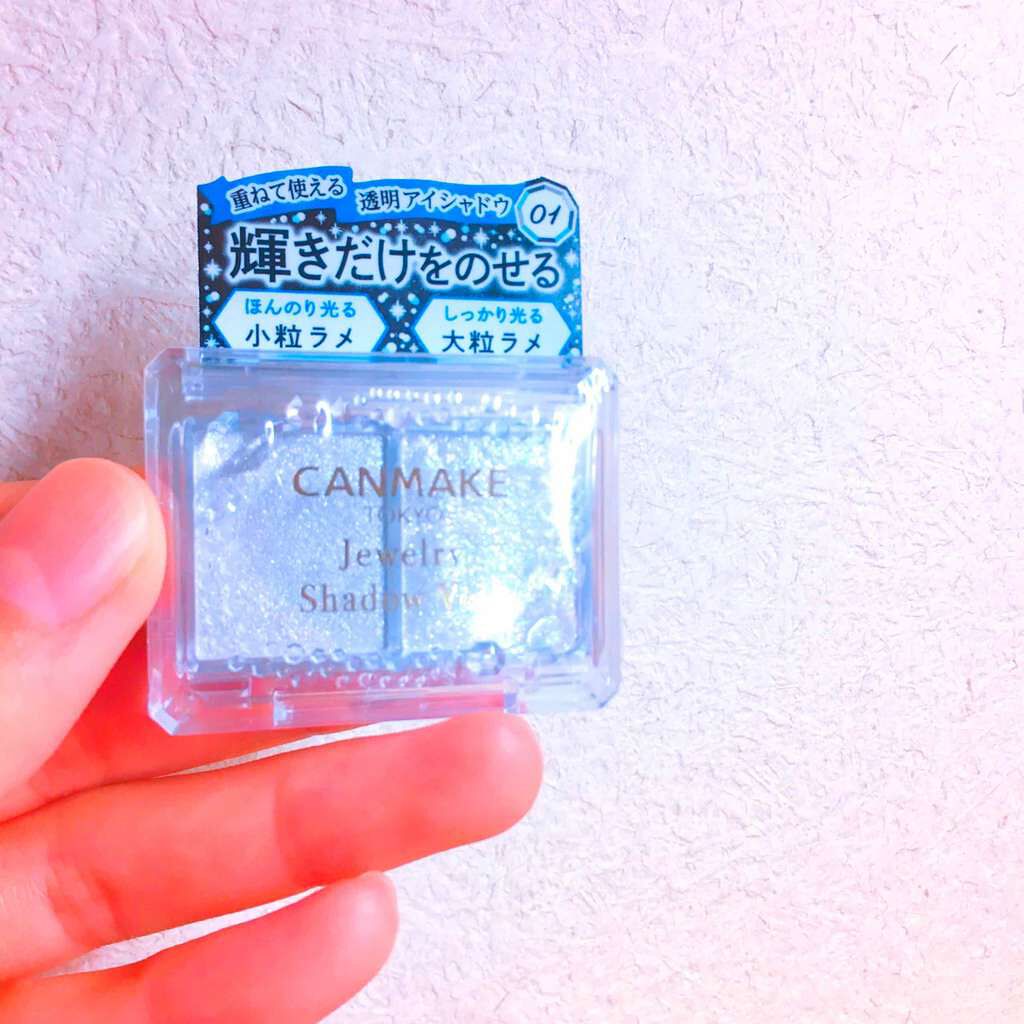 重ねて使える
透明アイシャドウ
01
輝きだけをのせる
ほんのり光る
小粒ラメ
しっかり光る
大粒ラメ
CANMAKE
TOKYO
Jewelry
Shadow